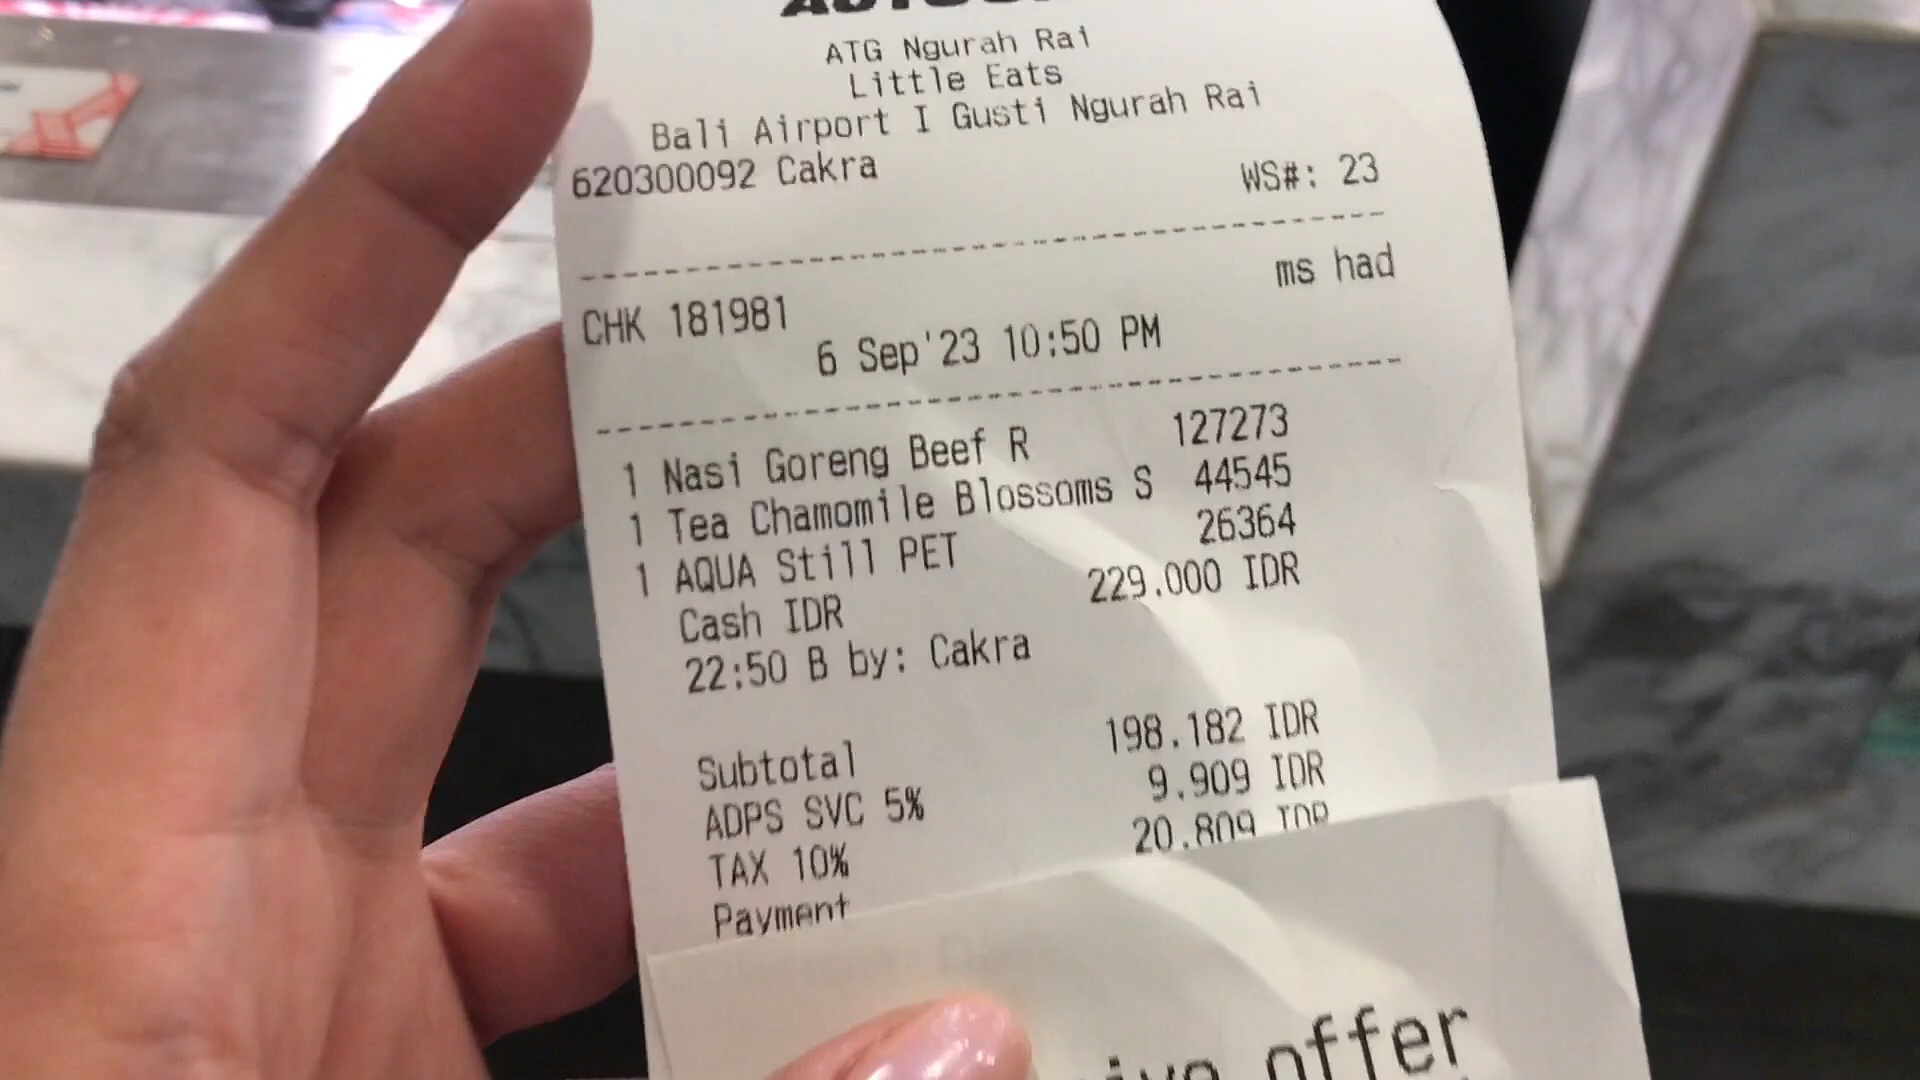 ATG Ngurah Rai
Little Eats
Bali Airport I Gusti Ngurah Rai
620300092 Cakra WS#: 23
ms had
CHK 181981
6 Sep'23 10:50 PM
1 Nasi Goreng Beef R 127273
1 Tea Chamomile Blossoms S 44545
1 AQUA Still PET 26364
Cash IDR 229.000 IDR
22:50 B by: Cakra
Subtotal 198.182 IDR
ADPS SVC 5% 9.909 IDR
TAX 10% 20.809 IDR
Payment
offer